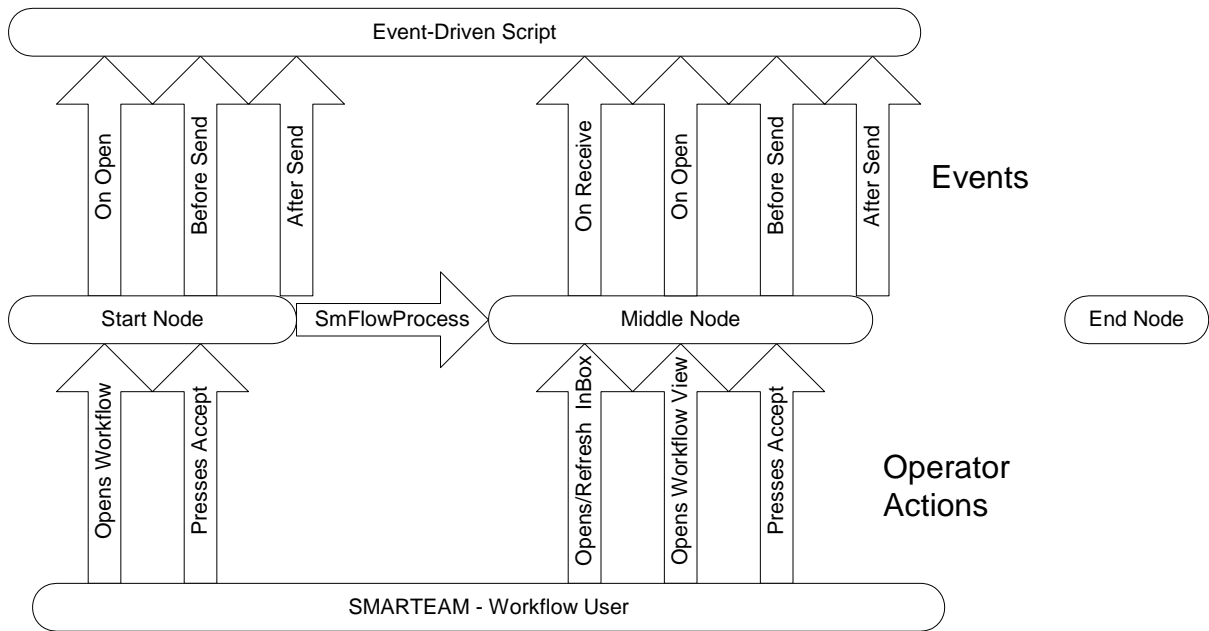 Event-Driven Script
On Open
Before Send
After Send
On Receive
On Open
Before Send
After Send
Events
Start Node
SmFlowProcess
Middle Node
End Node
Opens Workflow
Presses Accept
Opens/Refresh InBox
Opens Workflow View
Presses Accept
Operator
Actions
SMARTEAM - Workflow User